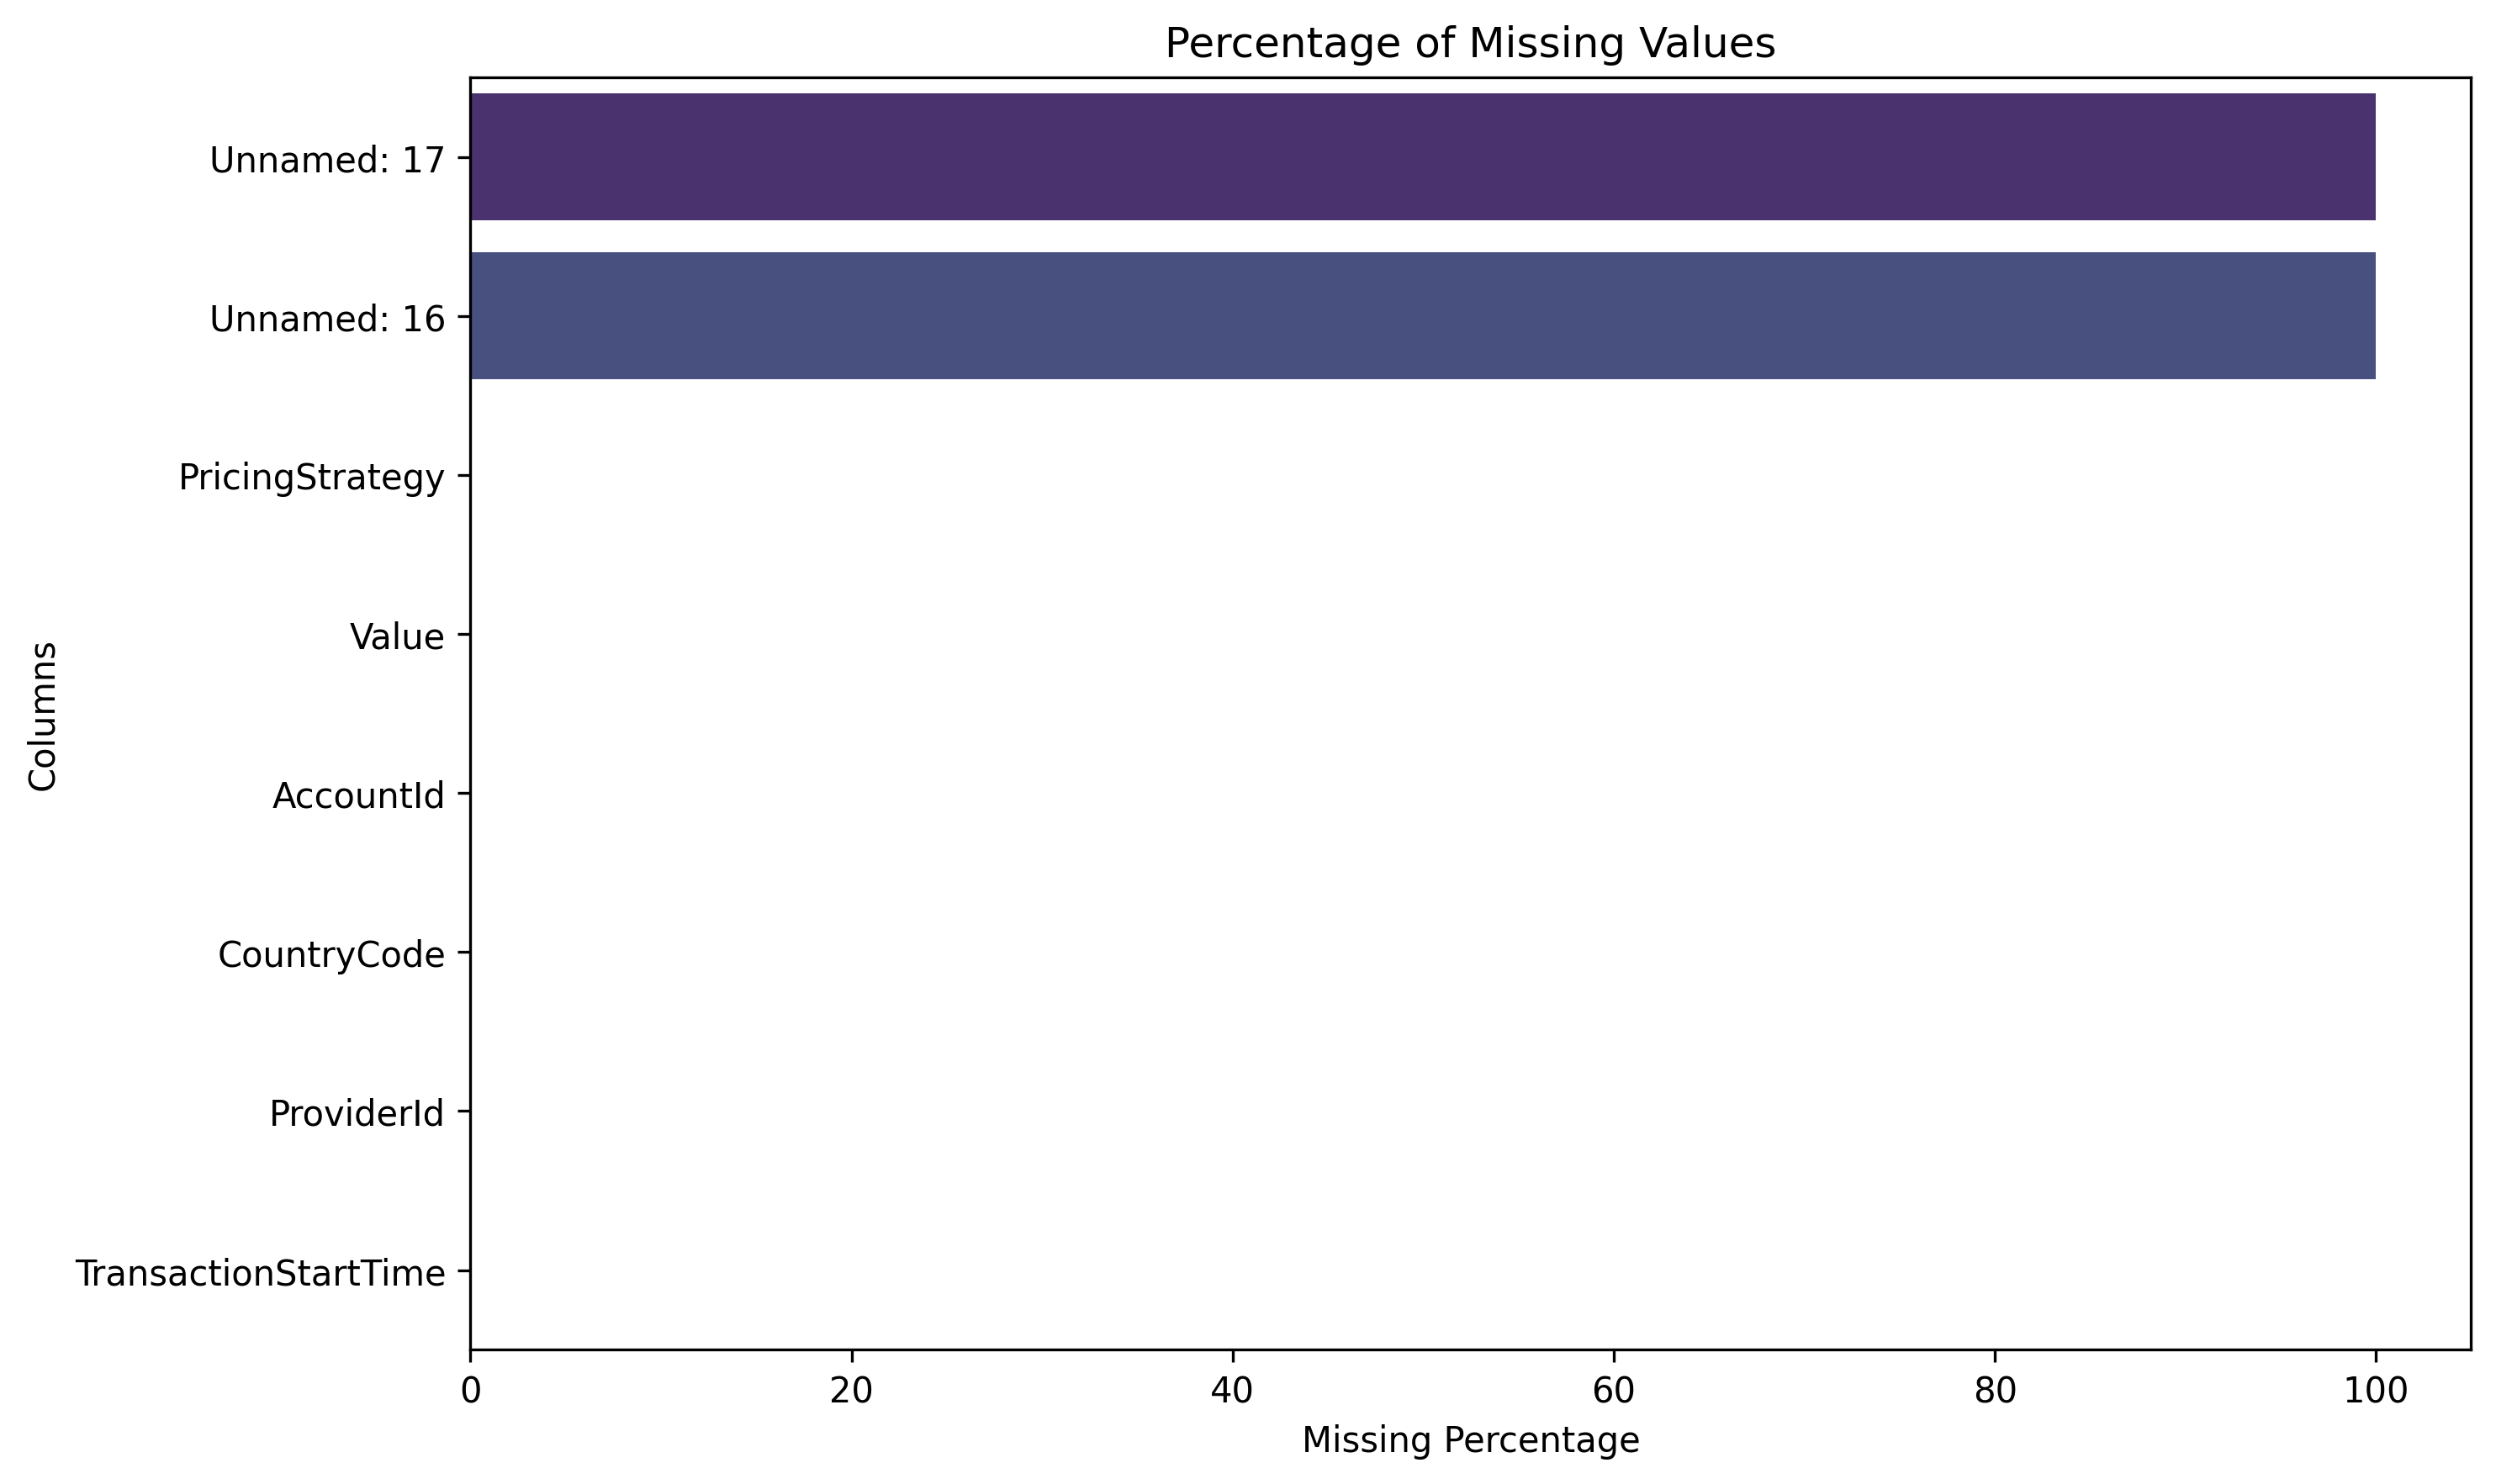 Percentage of Missing Values
Unnamed: 17
Unnamed: 16
PricingStrategy
Value
AccountId
CountryCode
ProviderId
TransactionStartTime
Columns
0 20 40 60 80 100
Missing Percentage